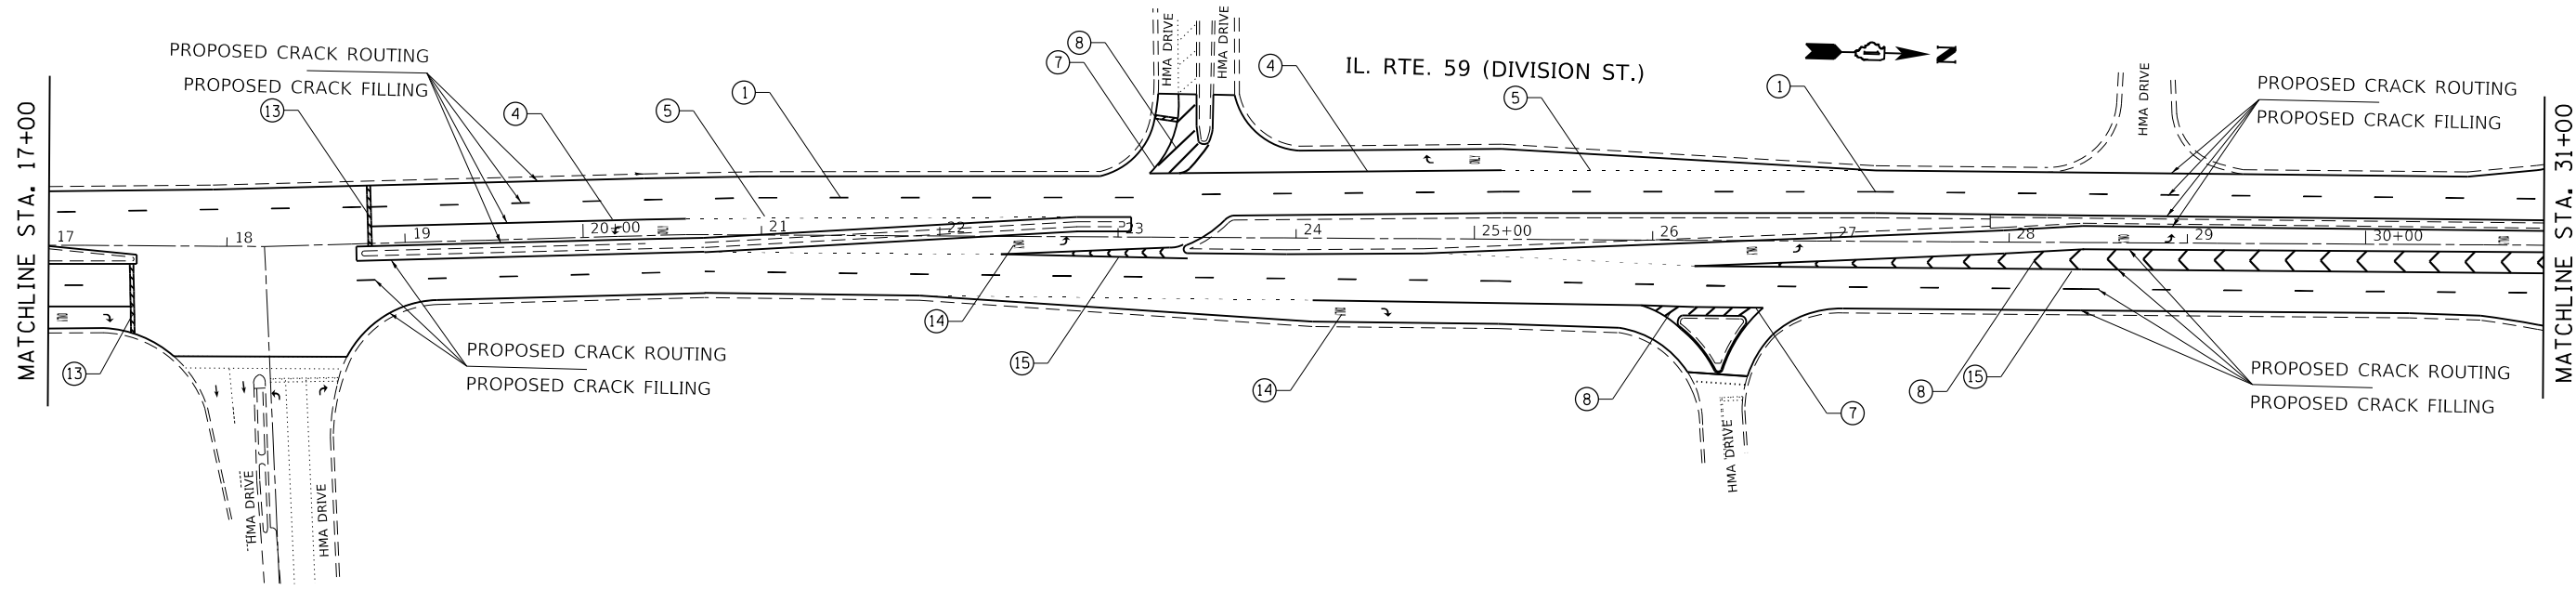 MATCHLINE STA. 17+00
PROPOSED CRACK ROUTING
PROPOSED CRACK FILLING
13
4
5
1
7
8
HMA DRIVE
HMA DRIVE
4
IL. RTE. 59 (DIVISION ST.)
5
1
N
HMA DRIVE
PROPOSED CRACK ROUTING
PROPOSED CRACK FILLING
MATCHLINE STA. 31+00
17
18
19
20+00
21
22
23
24
25+00
26
27
28
29
30+00
13
PROPOSED CRACK ROUTING
PROPOSED CRACK FILLING
14
15
14
8
7
8
15
PROPOSED CRACK ROUTING
PROPOSED CRACK FILLING
HMA DRIVE
HMA DRIVE
HMA DRIVE